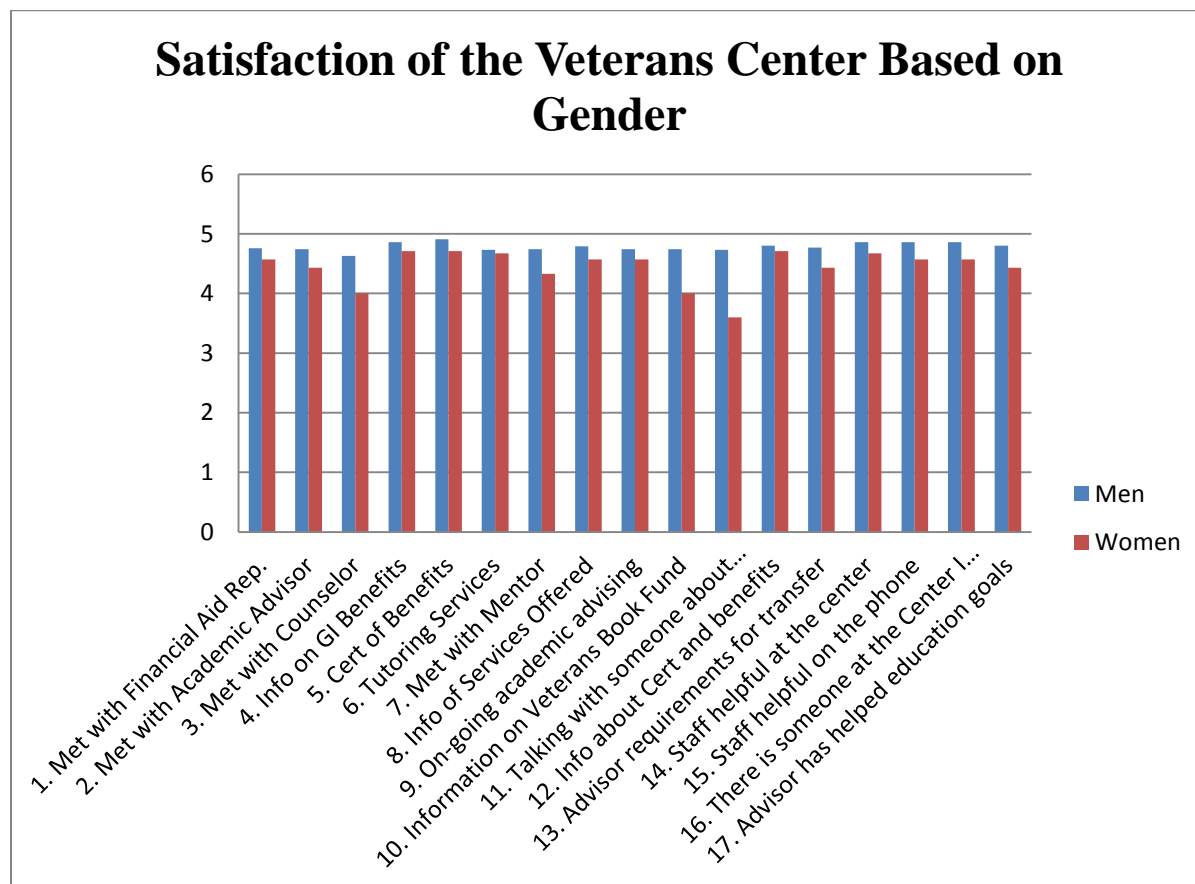 Satisfaction of the Veterans Center Based on
Gender
6
5
4
3
2
1
0
Men
Women
1. Met with Financial Aid Rep.
2. Met with Academic Advisor
3. Met with Counselor
4. Info on GI Benefits
5. Cert of Benefits
6. Tutoring Services
7. Met with Mentor
8. Info of Services Offered
9. On-going academic advising
10. Information on Veterans Book Fund
11. Talking with someone about...
12. Info about Cert and benefits
13. Advisor requirements for transfer
14. Staff helpful at the center
15. Staff helpful on the phone
16. There is someone at the Center I...
17. Advisor has helped education goals